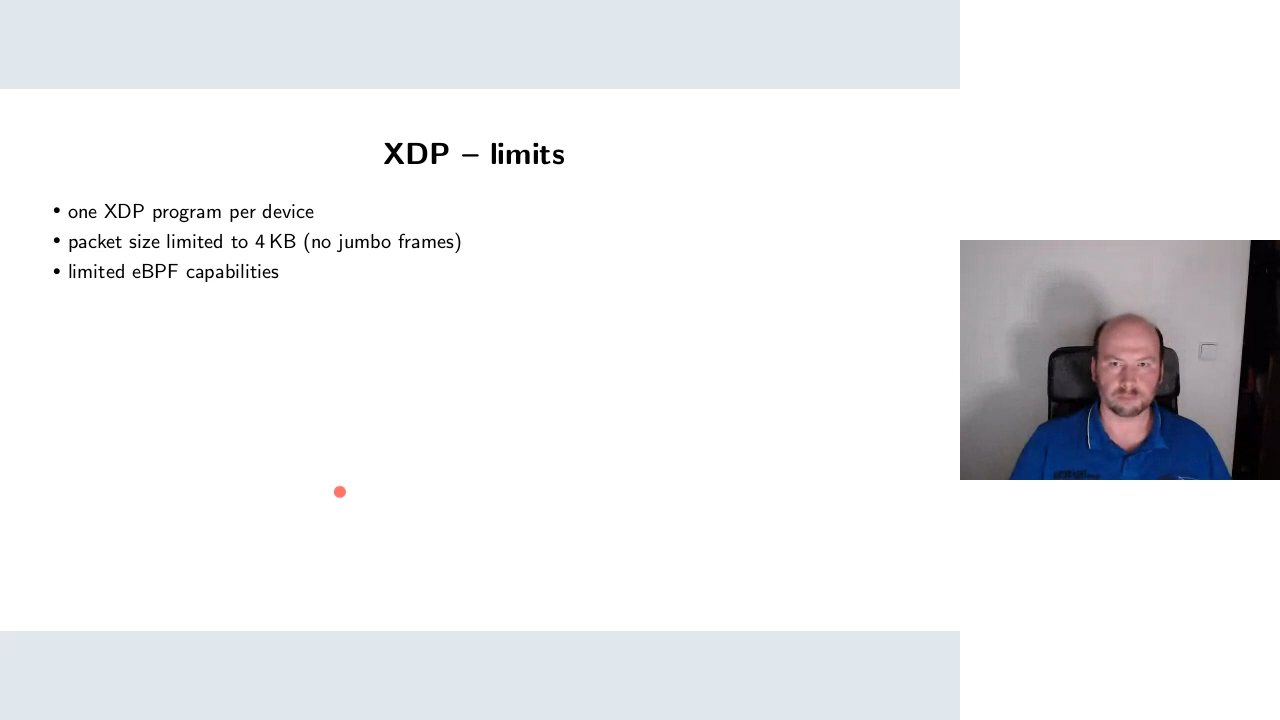 XDP – limits
• one XDP program per device
• packet size limited to 4 KB (no jumbo frames)
• limited eBPF capabilities